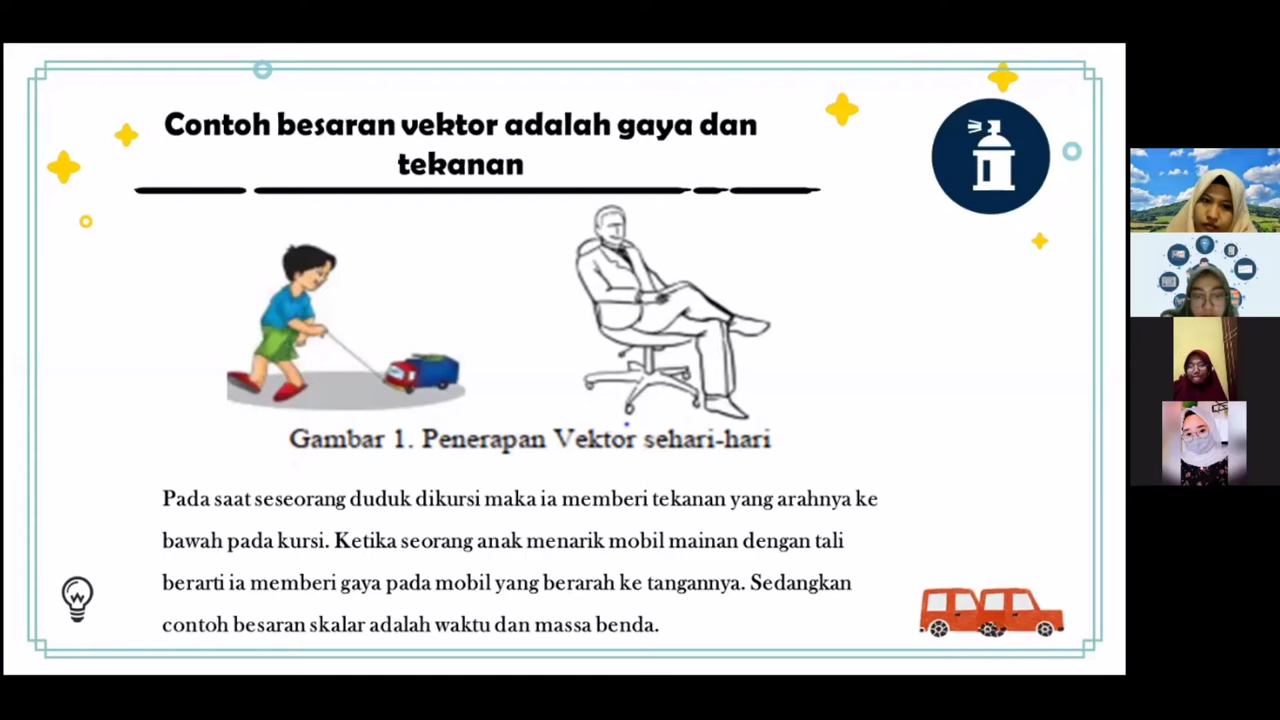 Contoh besaran vektor adalah gaya dan
tekanan
Gambar 1. Penerapan Vektor sehari-hari
Pada saat seseorang duduk dikursi maka ia memberi tekanan yang arahnya ke
bawah pada kursi. Ketika seorang anak menarik mobil mainan dengan tali
berarti ia memberi gaya pada mobil yang berarah ke tangannya. Sedangkan
contoh besaran skalar adalah waktu dan massa benda.